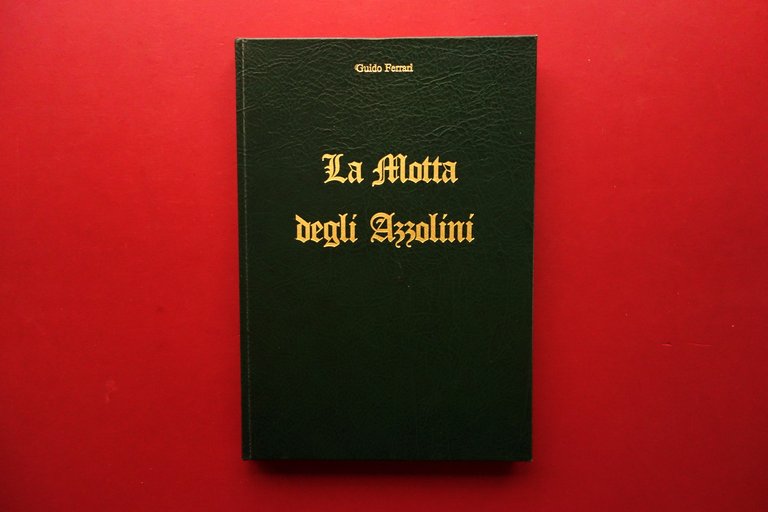 Guido Ferrari
La Motta
degli Azzolini